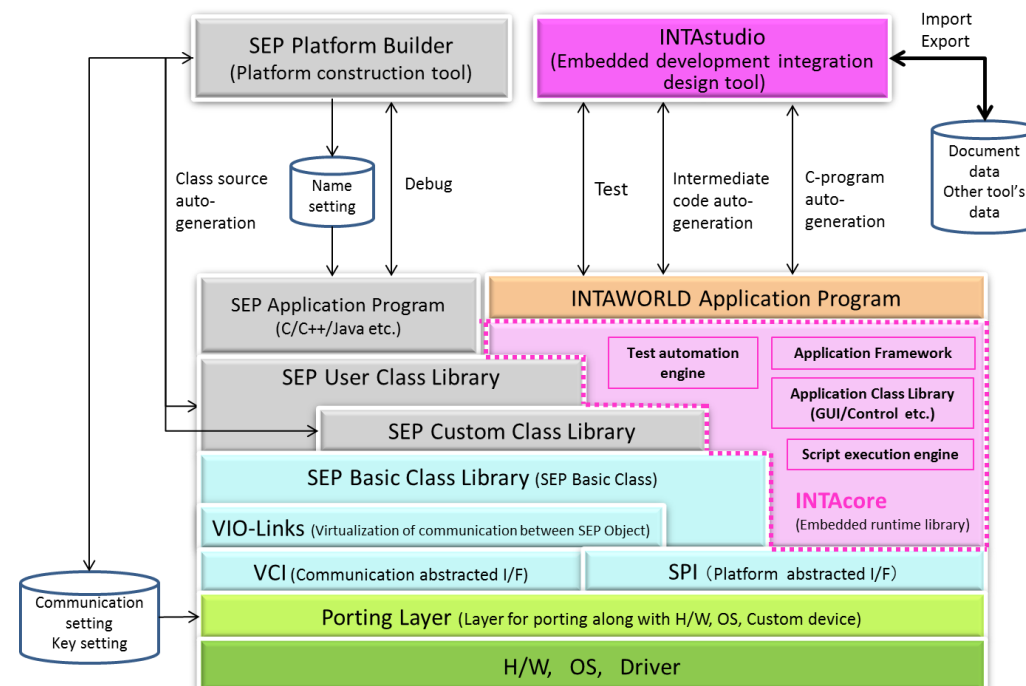 SEP Platform Builder
(Platform construction tool)
INTAstudio
(Embedded development integration
design tool)
Import
Export
Document
data
Other tool's
data
Class source
auto-
generation
Name
setting
Debug
Test
Intermediate
code auto-
generation
C-program
auto-
generation
SEP Application Program
(C/C++/Java etc.)
INTAWORLD Application Program
Test automation
engine
Application Framework
Application Class Library
(GUI/Control etc.)
Script execution engine
INTAcore
(Embedded runtime library)
SEP User Class Library
SEP Custom Class Library
SEP Basic Class Library (SEP Basic Class)
VIO-Links (Virtualization of communication between SEP Object)
VCI (Communication abstracted I/F)
SPI （Platform abstracted I/F）
Communication
setting
Key setting
Porting Layer (Layer for porting along with H/W, OS, Custom device)
H/W, OS, Driver